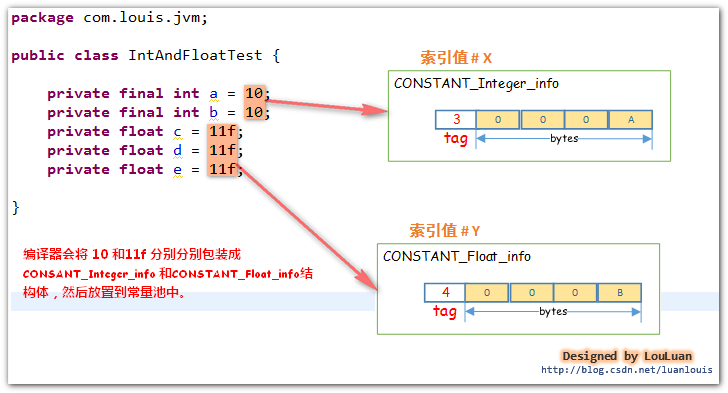 package com.louis.jvm;
public class IntAndFloatTest {
private final int a = 10;
private final int b = 10;
private float c = 11f;
private float d = 11f;
private float e = 11f;
}
索引值#X
CONSTANT_Integer_info
3 0 0 0 A
tag bytes
索引值#Y
CONSTANT_Float_info
4 0 0 0 B
tag bytes
编译器会将 10 和11f 分别分别包装成
CONSANT_Integer_info 和CONSTANT_Float_info结
构体，然后放置到常量池中。
Designed by LouLuan
http://blog.csdn.net/luanlouis